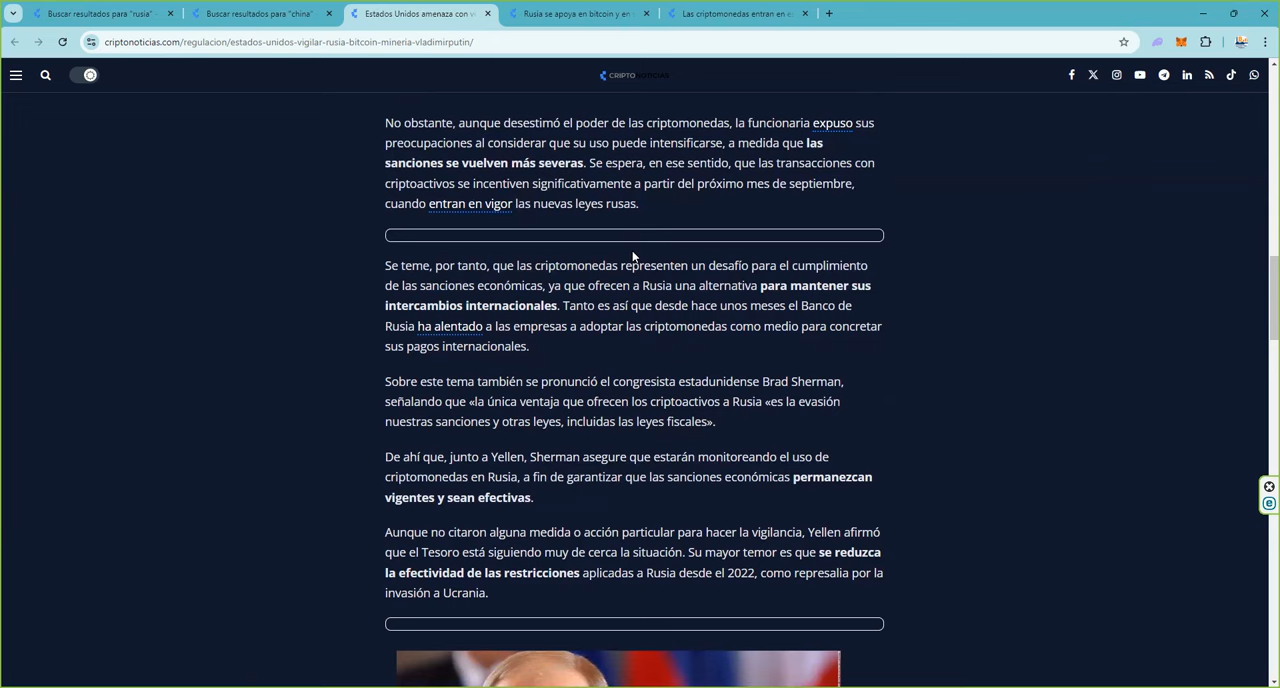 Buscar resultados para "rusia"
Buscar resultados para "china"
Estados Unidos amenaza con vi
Rusia se apoya en bitcoin y en
Las criptomonedas entran en e
criptonoticias.com/regulacion/estados-unidos-vigilar-rusia-bitcoin-mineria-vladimirputin/
CRIPTONOTICIAS
No obstante, aunque desestimó el poder de las criptomonedas, la funcionaria expuso sus
preocupaciones al considerar que su uso puede intensificarse, a medida que las
sanciones se vuelven más severas. Se espera, en ese sentido, que las transacciones con
criptoactivos se incentiven significativamente a partir del próximo mes de septiembre,
cuando entran en vigor las nuevas leyes rusas.
Se teme, por tanto, que las criptomonedas representen un desafío para el cumplimiento
de las sanciones económicas, ya que ofrecen a Rusia una alternativa para mantener sus
intercambios internacionales. Tanto es así que desde hace unos meses el Banco de
Rusia ha alentado a las empresas a adoptar las criptomonedas como medio para concretar
sus pagos internacionales.
Sobre este tema también se pronunció el congresista estadunidense Brad Sherman,
señalando que «la única ventaja que ofrecen los criptoactivos a Rusia «es la evasión
nuestras sanciones y otras leyes, incluidas las leyes fiscales».
De ahí que, junto a Yellen, Sherman asegure que estarán monitoreando el uso de
criptomonedas en Rusia, a fin de garantizar que las sanciones económicas permanezcan
vigentes y sean efectivas.
Aunque no citaron alguna medida o acción particular para hacer la vigilancia, Yellen afirmó
que el Tesoro está siguiendo muy de cerca la situación. Su mayor temor es que se reduzca
la efectividad de las restricciones aplicadas a Rusia desde el 2022, como represalia por la
invasión a Ucrania.